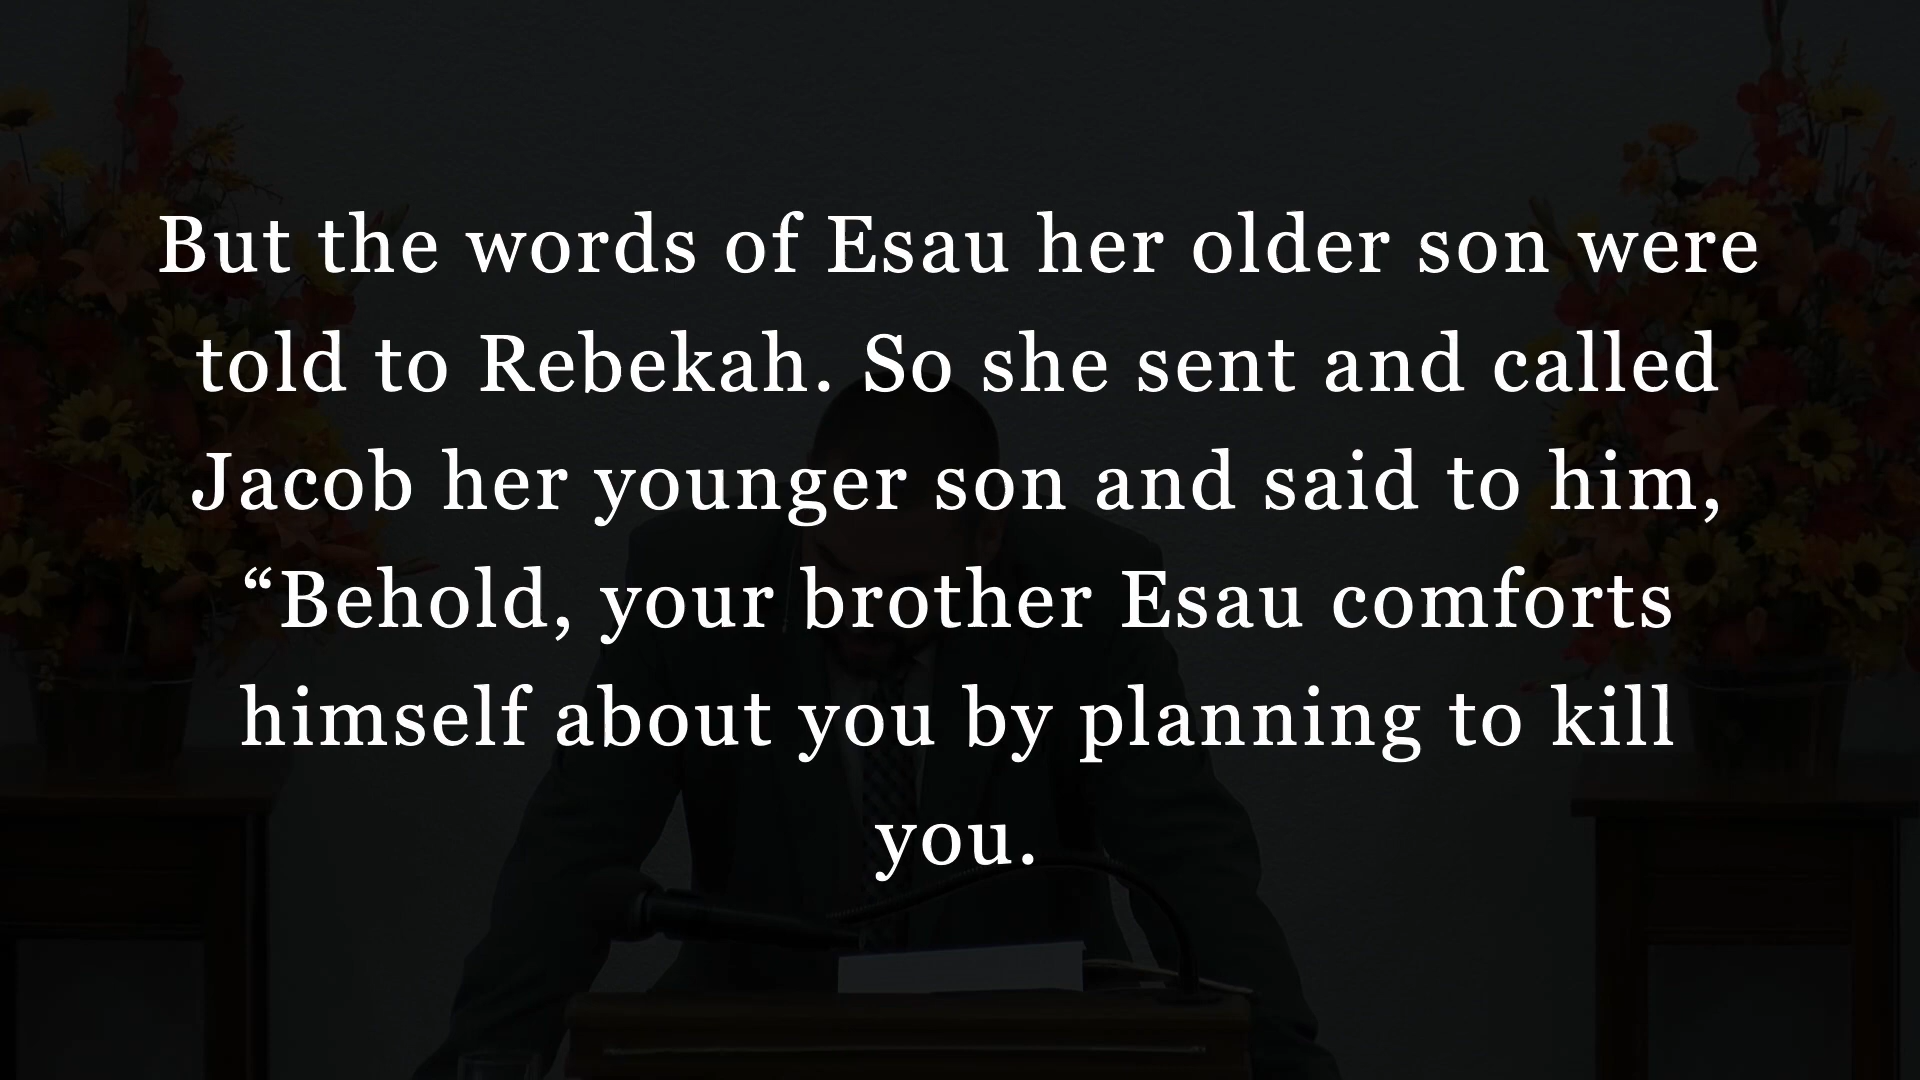 But the words of Esau her older son were
told to Rebekah. So she sent and called
Jacob her younger son and said to him,
“Behold, your brother Esau comforts
himself about you by planning to kill
you.